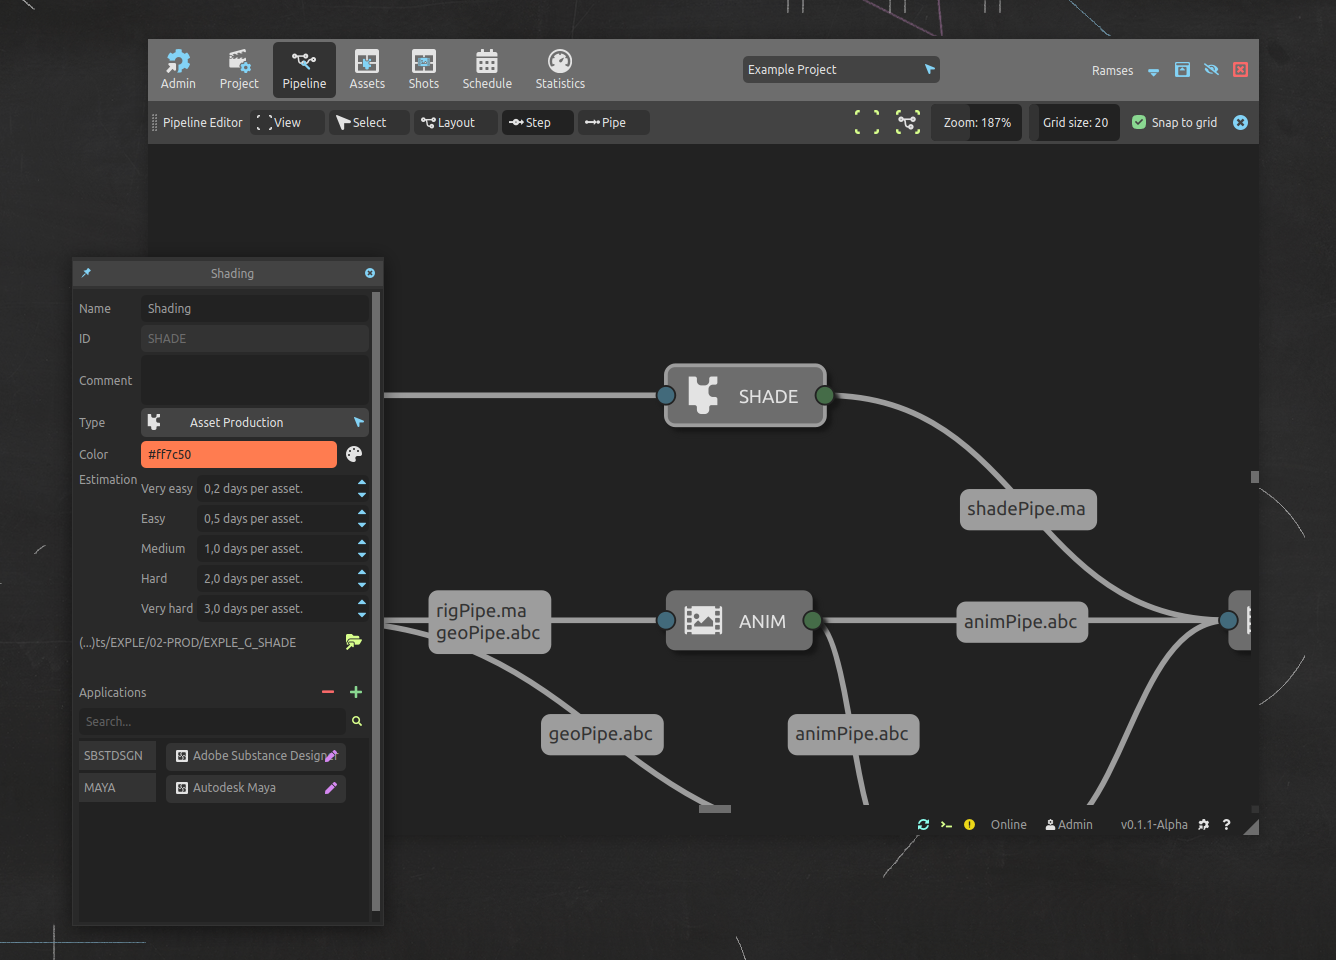 Admin
Project
Pipeline
Assets
Shots
Schedule
Statistics
Example Project
Ramses
Pipeline Editor
View
Select
Layout
Step
Pipe
Zoom: 187%
Grid size: 20
Snap to grid
Shading
Name
Shading
ID
SHADE
Comment
Type
Asset Production
Color
#ff7c50
Estimation
Very easy
0,2 days per asset.
Easy
0,5 days per asset.
Medium
1,0 days per asset.
Hard
2,0 days per asset.
Very hard
3,0 days per asset.
(...)ts/EXPLE/02-PROD/EXPLE_G_SHADE
Applications
Search...
SBSTDSGN
Adobe Substance Designer
MAYA
Autodesk Maya
SHADE
shadePipe.ma
rigPipe.ma
geoPipe.abc
ANIM
animPipe.abc
geoPipe.abc
animPipe.abc
Online
Admin
v0.1.1-Alpha
?